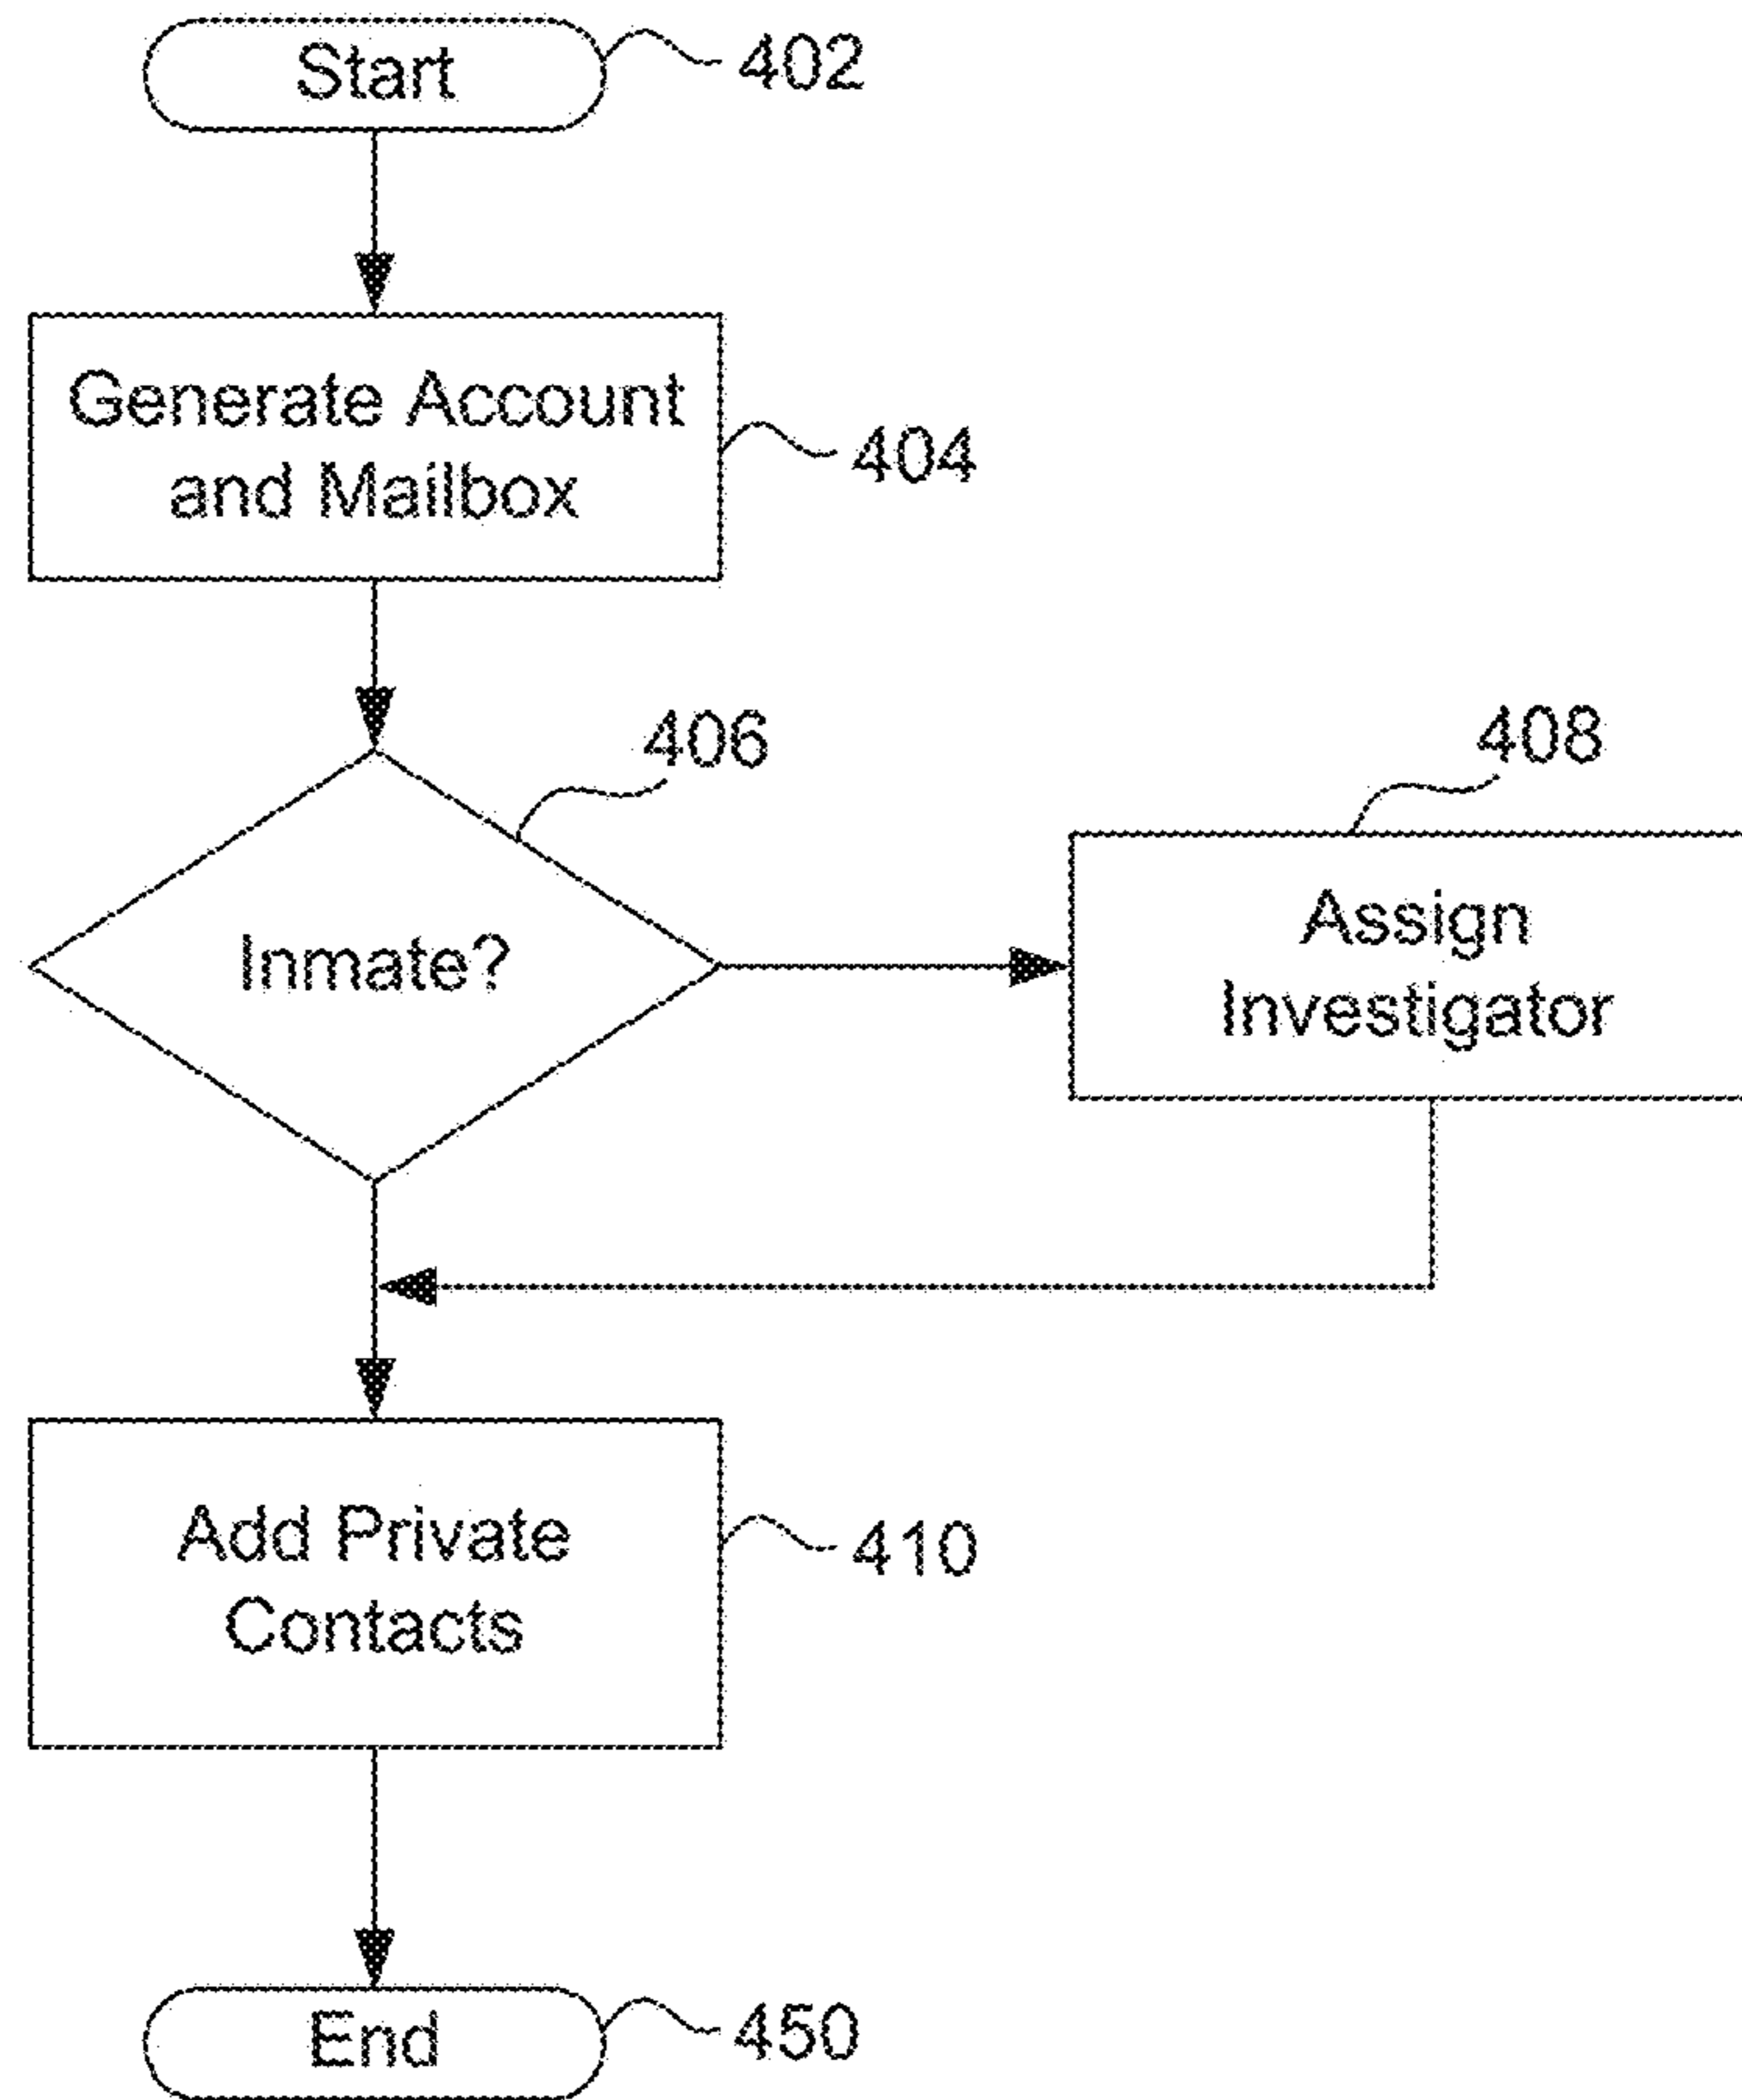 Start
402
Generate Account
and Mailbox
404
406
408
Inmate?
Assign
Investigator
Add Private
Contacts
410
End
450